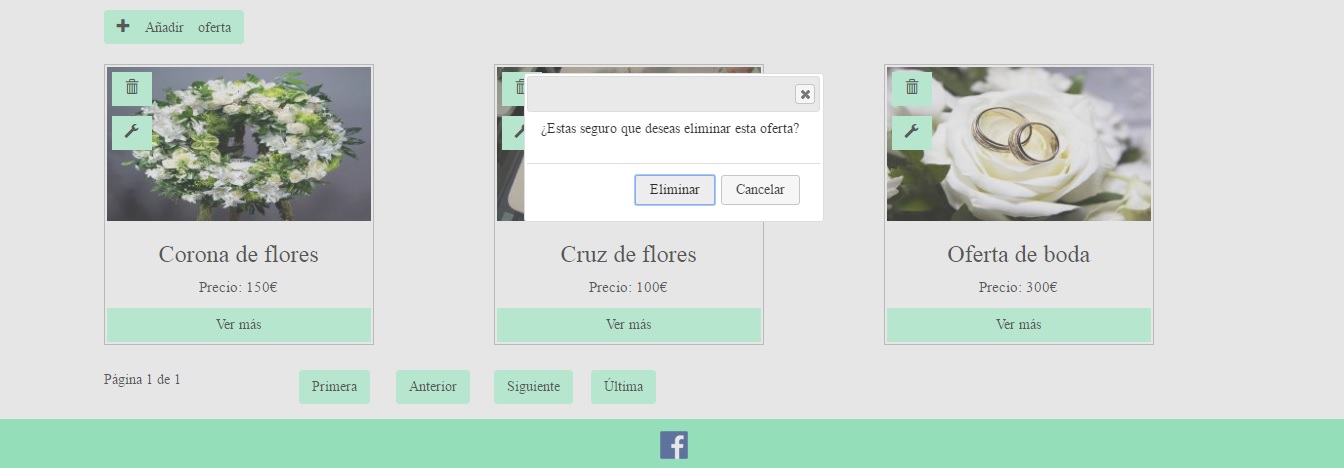 Añadir oferta
¿Estas seguro que deseas eliminar esta oferta?
Eliminar Cancelar
Corona de flores
Precio: 150€
Ver más
Cruz de flores
Precio: 100€
Ver más
Oferta de boda
Precio: 300€
Ver más
Página 1 de 1
Primera Anterior Siguiente Última